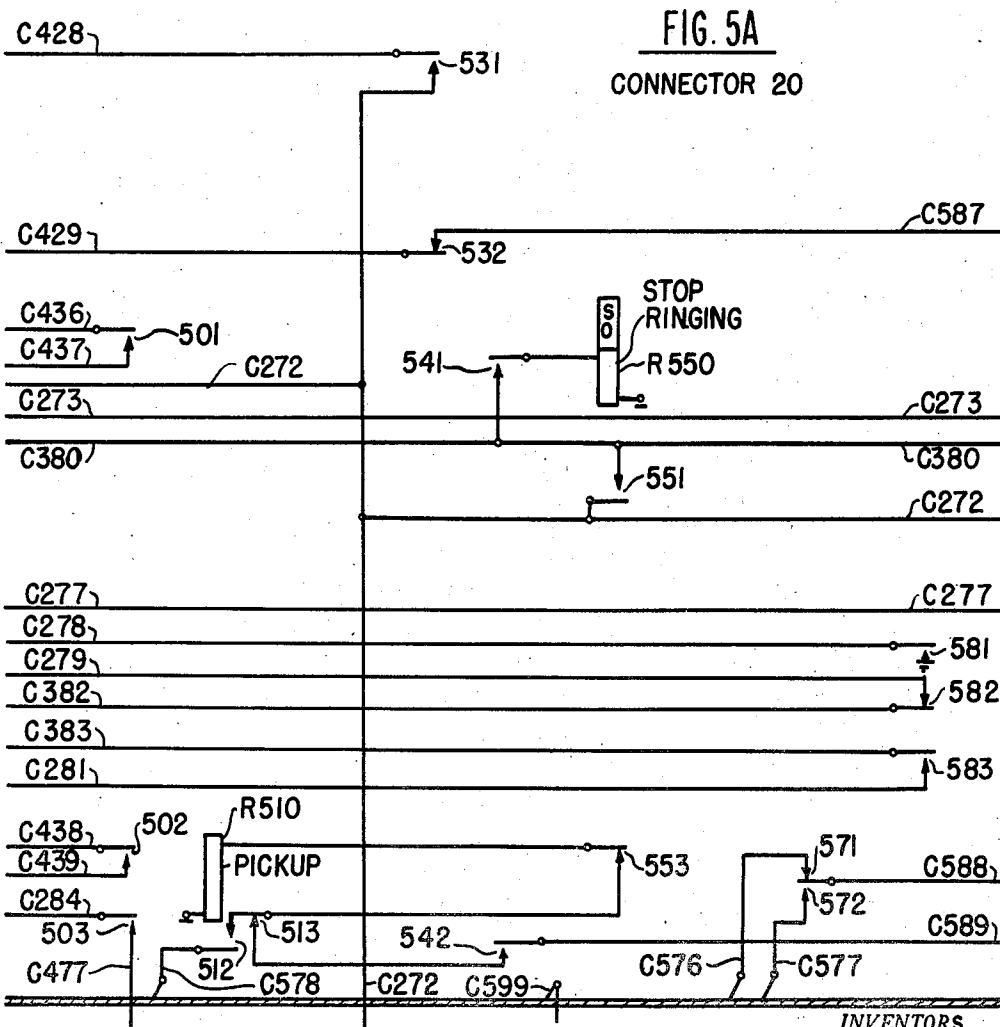 FIG. 5A
CONNECTOR 20
C428
531
C587
C429
532
STOP
RINGING
SO
R550
C436
501
C437
C272
541
C273
C273
C380
C380
551
C272
C277
C277
C278
581
C279
582
C382
C383
583
C281
R510
C438
502
PICKUP
553
571
C439
C588
572
C284
503
513
542
C589
512
C477
C578
C272
C599
C576
C577
INVENTORS